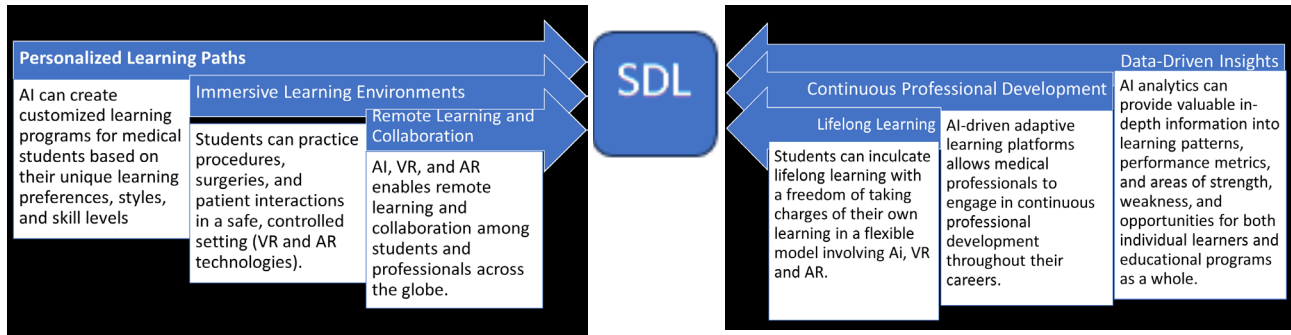 Personalized Learning Paths
AI can create
customized learning
programs for medical
students based on
their unique learning
preferences, styles,
and skill levels
Immersive Learning Environments
Students can practice
procedures,
surgeries, and
patient interactions
in a safe, controlled
setting (VR and AR
technologies).
Remote Learning and
Collaboration
AI, VR, and AR
enables remote
learning and
collaboration among
students and
professionals across
the globe.
SDL
Lifelong Learning
Students can inculcate
lifelong learning with
a freedom of taking
charges of their own
learning in a flexible
model involving Ai, VR
and AR.
Continuous Professional Development
AI-driven adaptive
learning platforms
allows medical
professionals to
engage in continuous
professional
development
throughout their
careers.
Data-Driven Insights
AI analytics can
provide valuable in-
depth information into
learning patterns,
performance metrics,
and areas of strength,
weakness, and
opportunities for both
individual learners and
educational programs
as a whole.